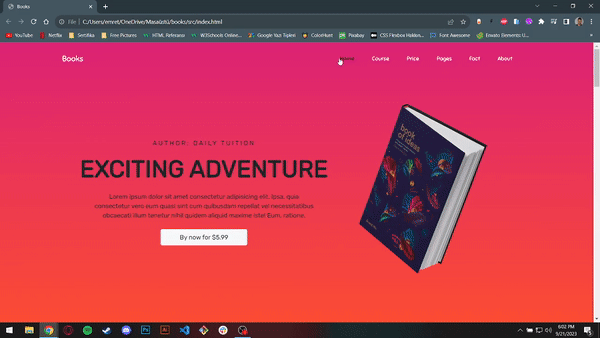 Books
File | C:/Users/emret/OneDrive/Masaüstü/books/src/index.html
YouTube Netflix Sertifika Free Pictures HTML Referansı W3Schools Online... Google Yazı Tipleri ColorHunt Pixabay CSS Flexbox Hakkın... Font Awesome Envato Elements: U...
Books
Home Course Price Pages Fact About
AUTHOR: DAILY TUITION
EXCITING ADVENTURE
Lorem ipsum dolor sit amet consectetur adipisicing elit. Ipsa, quia
consectetur vero eum quasi sint cum quibusdam repellat vel necessitatibus
obcaecati illum tenetur nihil quidem aliquid maxime iste! Eum, ratione.
By now for $5.99
book
of ideas
6:02 PM
9/21/2023